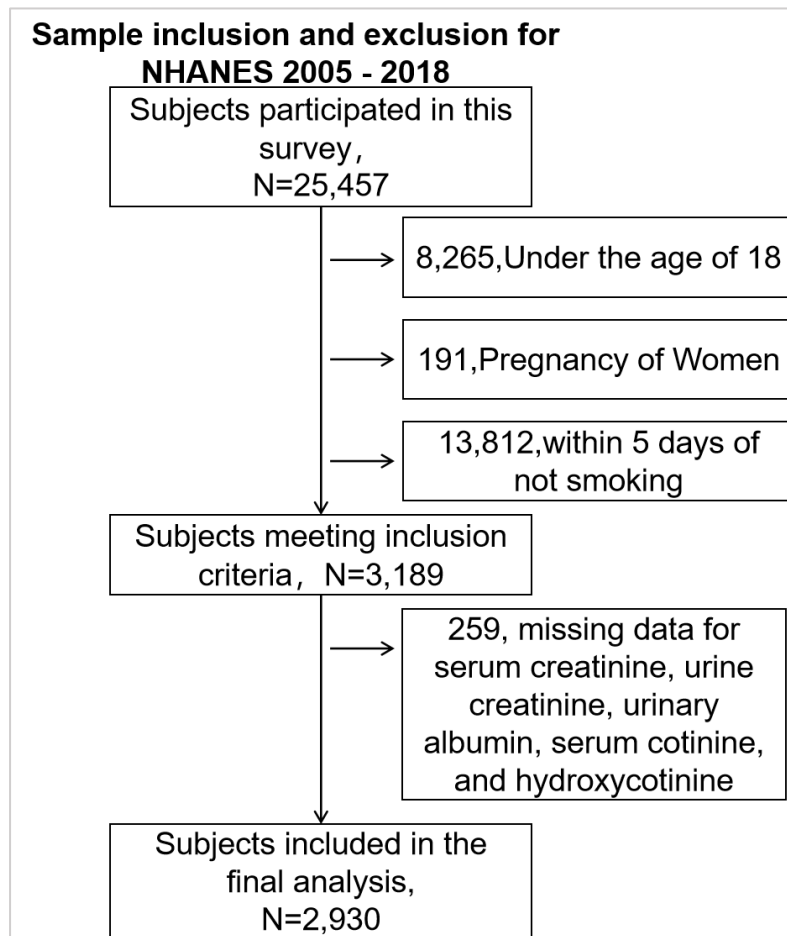 Sample inclusion and exclusion for
NHANES 2005 - 2018
Subjects participated in this
survey,
N=25,457
8,265,Under the age of 18
191,Pregnancy of Women
13,812,within 5 days of
not smoking
Subjects meeting inclusion
criteria, N=3,189
259, missing data for
serum creatinine, urine
creatinine, urinary
albumin, serum cotinine,
and hydroxycotinine
Subjects included in the
final analysis,
N=2,930